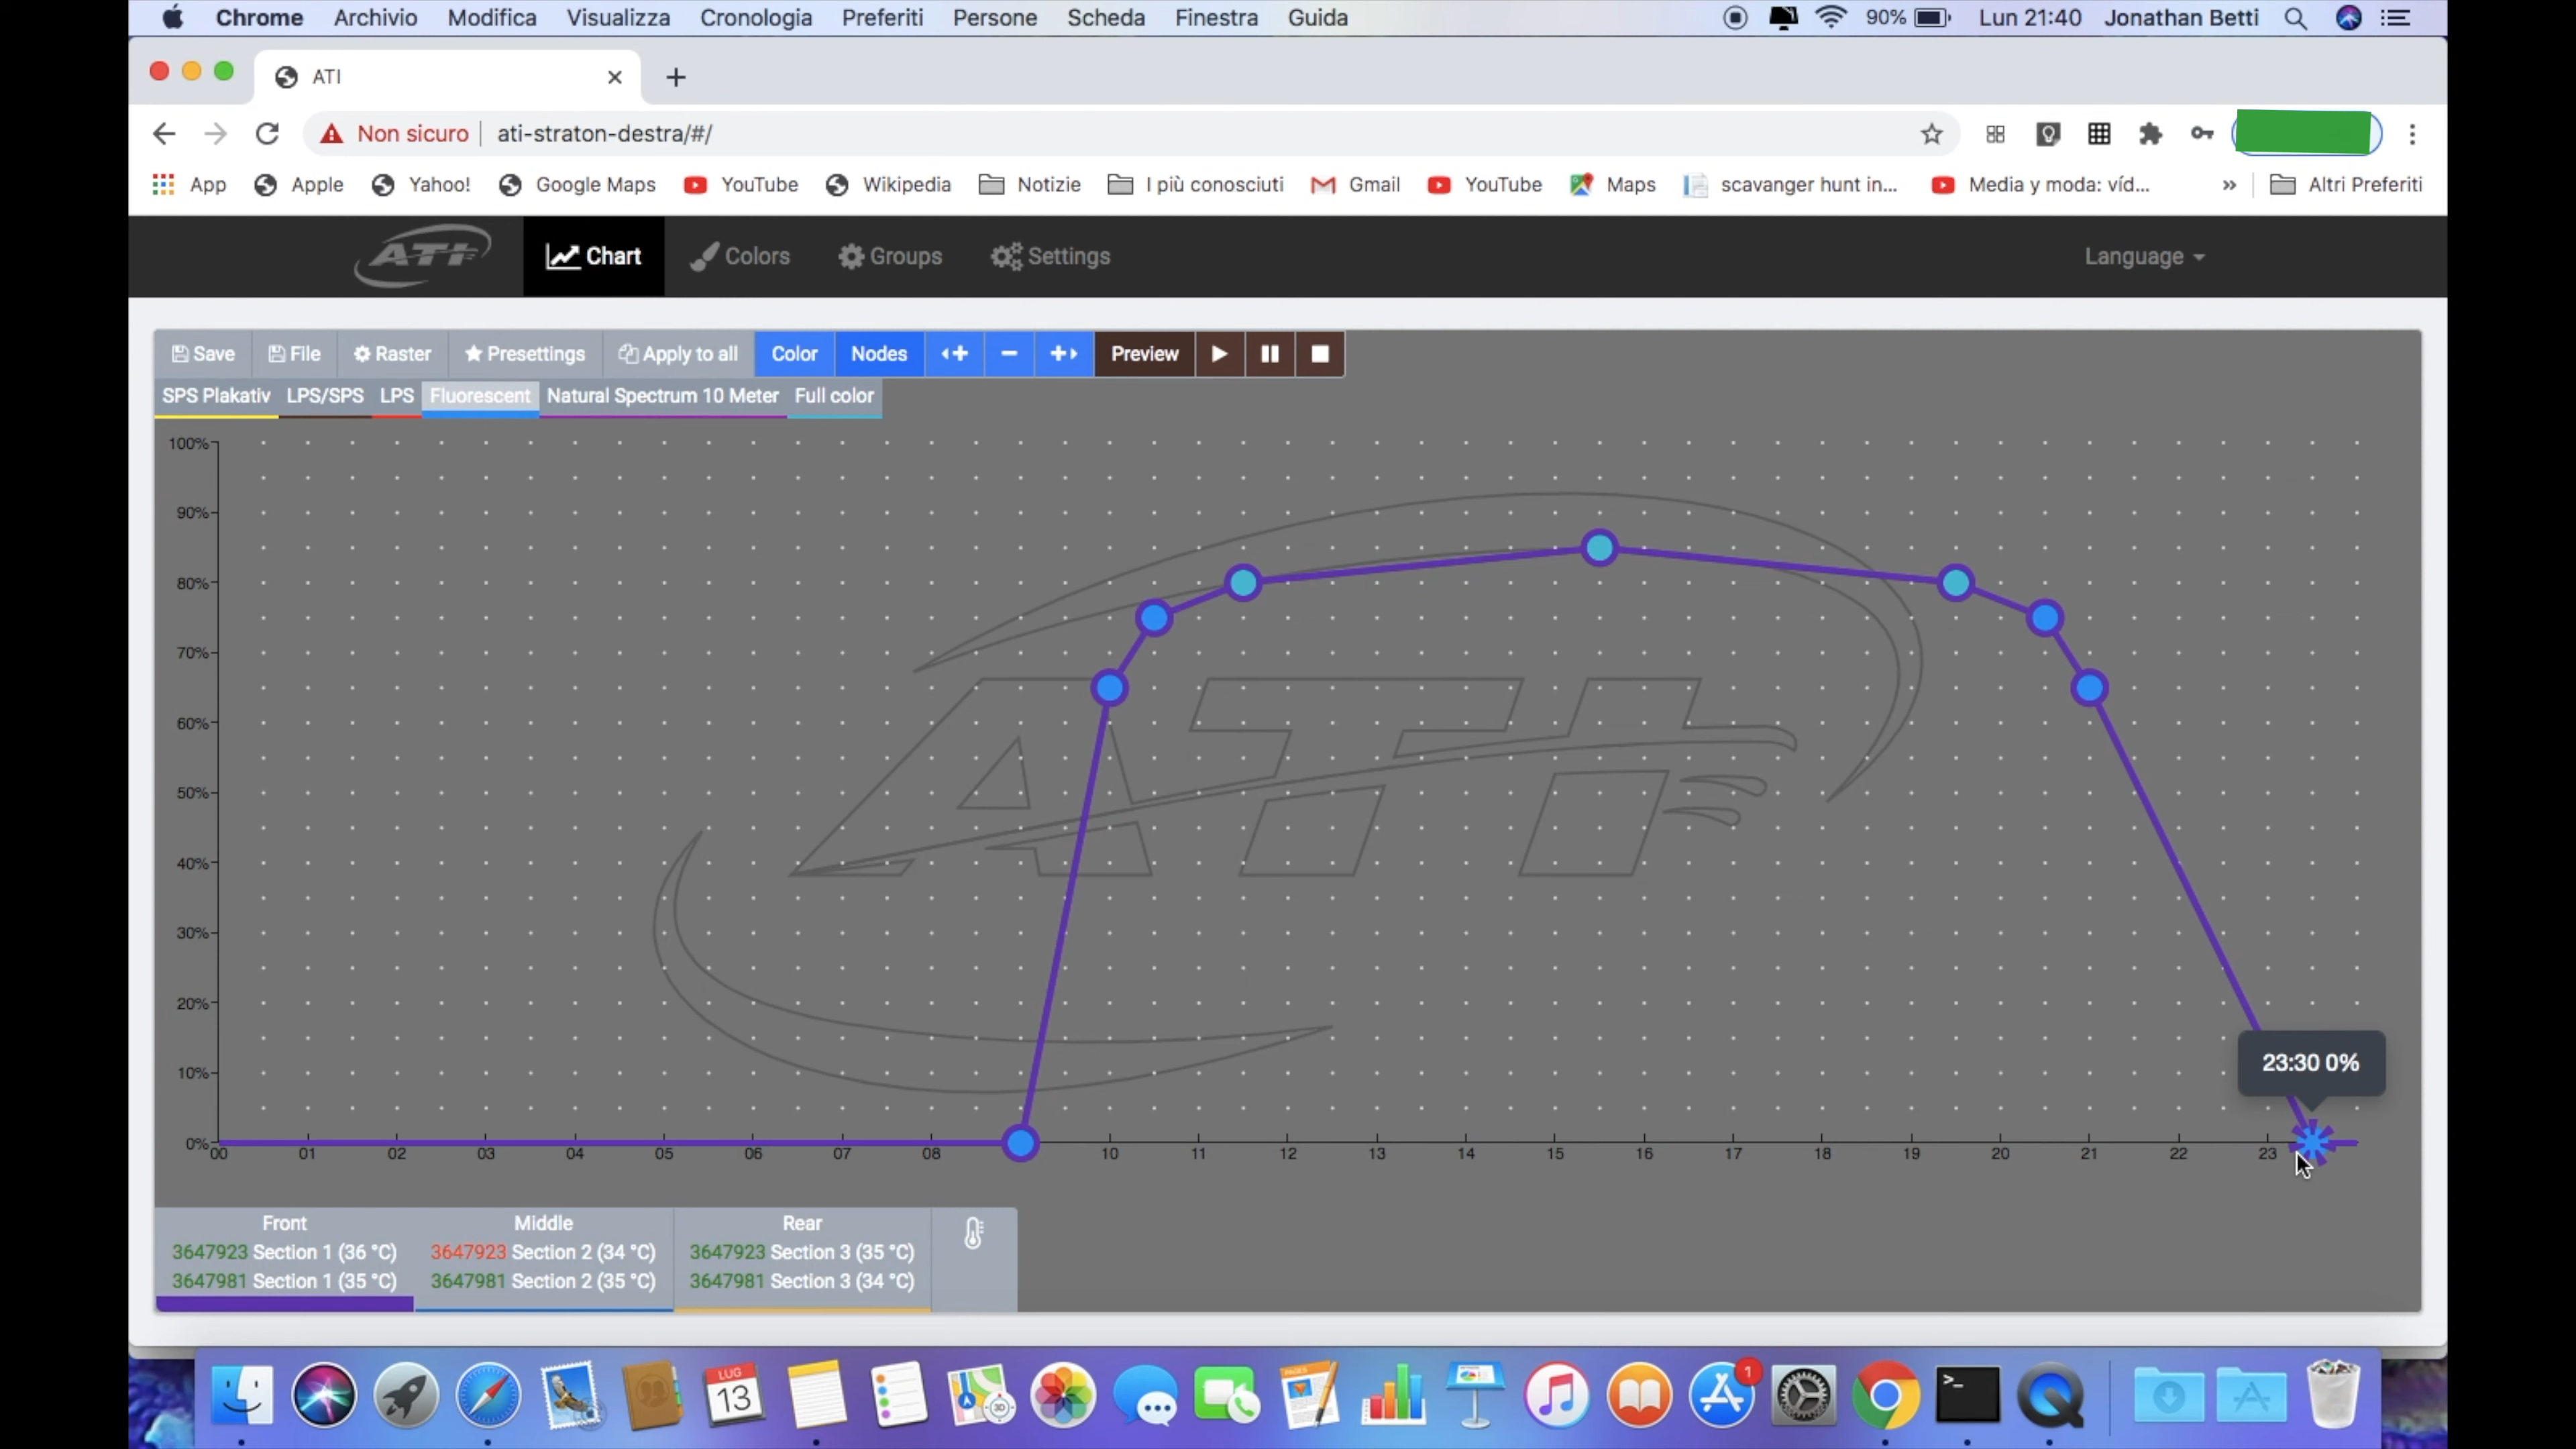 Chrome Archivio Modifica Visualizza Cronologia Preferiti Persone Scheda Finestra Guida 90% Lun 21:40 Jonathan Betti
ATI
Non sicuro ati-straton-destra/#/
App Apple Yahoo! Google Maps YouTube Wikipedia Notizie I più conosciuti Gmail YouTube Maps scavanger hunt in... Media y moda: víd... » Altri Preferiti
ATI Chart Colors Groups Settings Language
Save File Raster Presettings Apply to all Color Nodes Preview
SPS Plakativ LPS/SPS LPS Fluorescent Natural Spectrum 10 Meter Full color
100%
90%
80%
70%
60%
50%
40%
30%
20%
10%
0%
ATI
23:30 0%
00 01 02 03 04 05 06 07 08 10 11 12 13 14 15 16 17 18 19 20 21 22 23
Front Middle Rear
3647923 Section 1 (36 °C) 3647923 Section 2 (34 °C) 3647923 Section 3 (35 °C)
3647981 Section 1 (35 °C) 3647981 Section 2 (35 °C) 3647981 Section 3 (34 °C)
LUG
13
3D
PAGES
1
>_